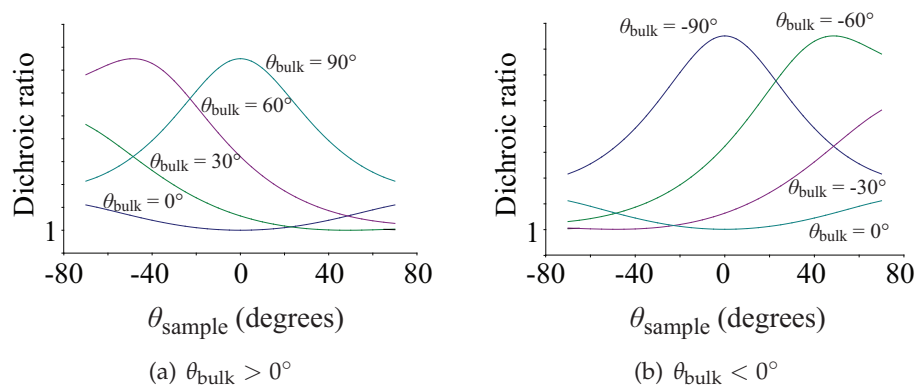 Dichroic ratio
θbulk = 90°
θbulk = 60°
θbulk = 30°
θbulk = 0°
1
-80 -40 0 40 80
θsample (degrees)
(a) θbulk > 0°
Dichroic ratio
θbulk = -90°
θbulk = -60°
θbulk = -30°
θbulk = 0°
1
-80 -40 0 40 80
θsample (degrees)
(b) θbulk < 0°